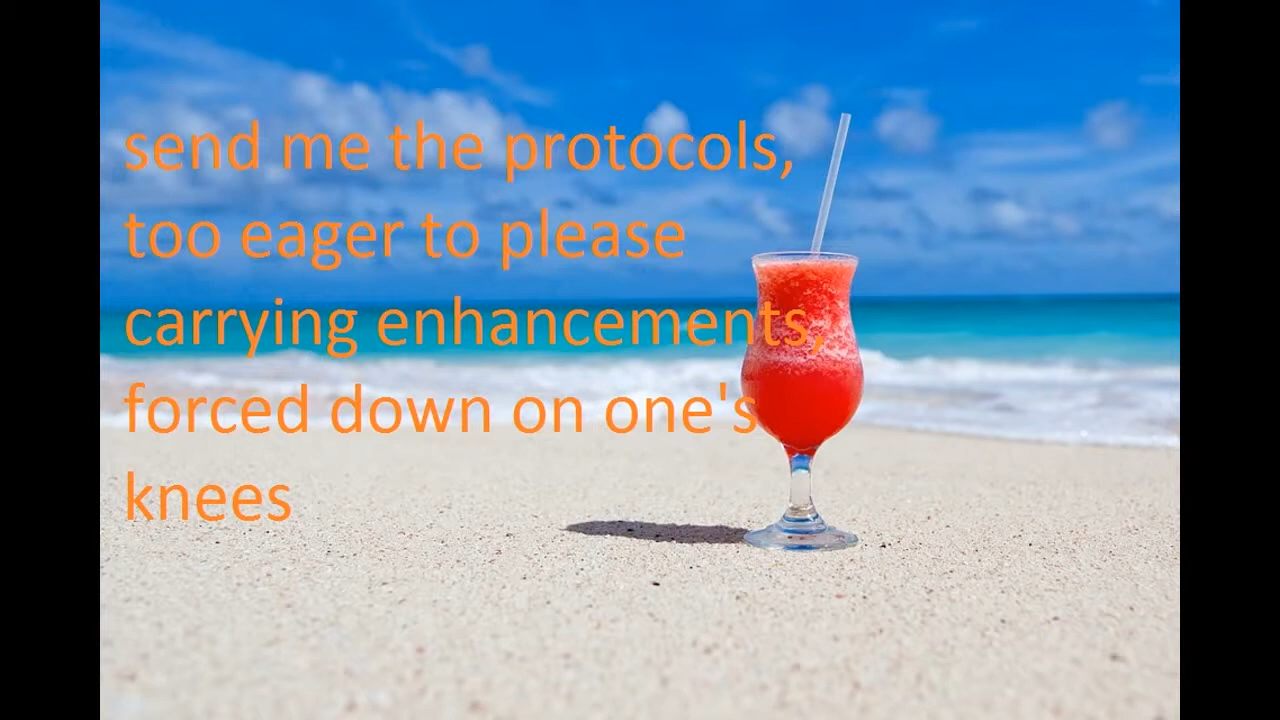 send me the protocols,
too eager to please
carrying enhancements,
forced down on one's
knees